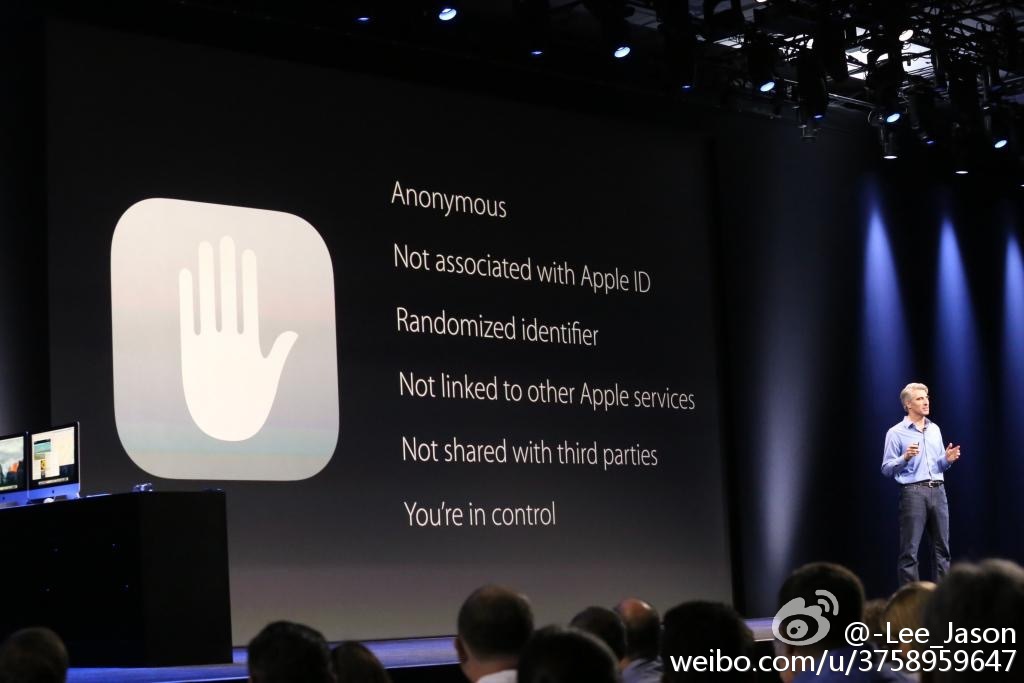 Anonymous
Not associated with Apple ID
Randomized identifier
Not linked to other Apple services
Not shared with third parties
You're in control
@-Lee_Jason
weibo.com/u/3758959647